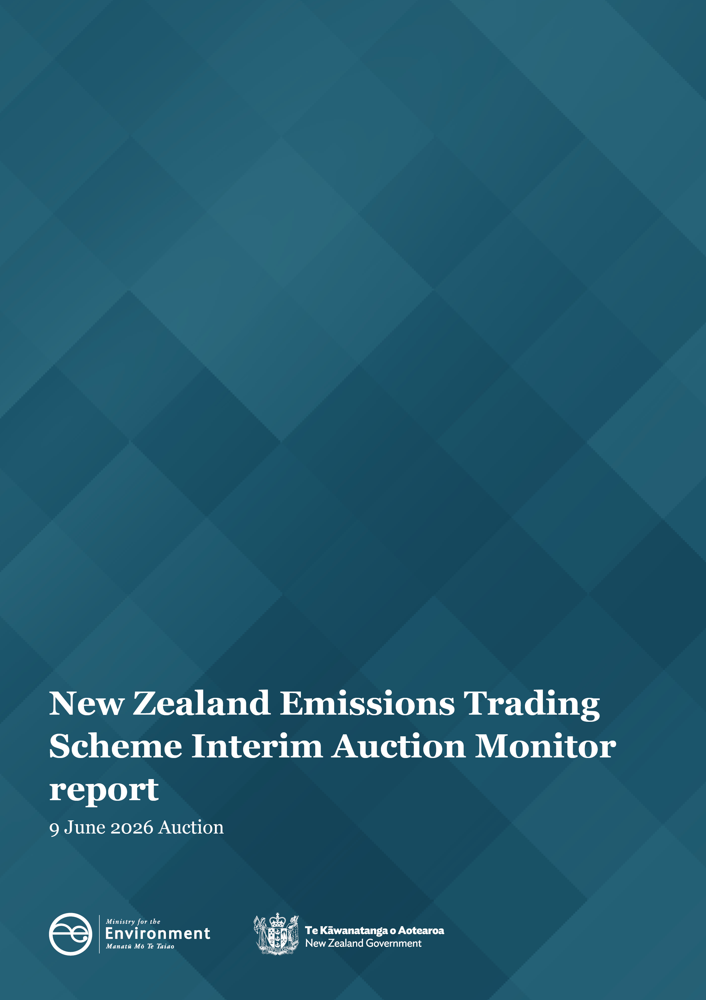 New Zealand Emissions Trading
Scheme Interim Auction Monitor
report
9 June 2026 Auction
Ministry for the
Environment
Manatū Mō Te Taiao
Te Kāwanatanga o Aotearoa
New Zealand Government